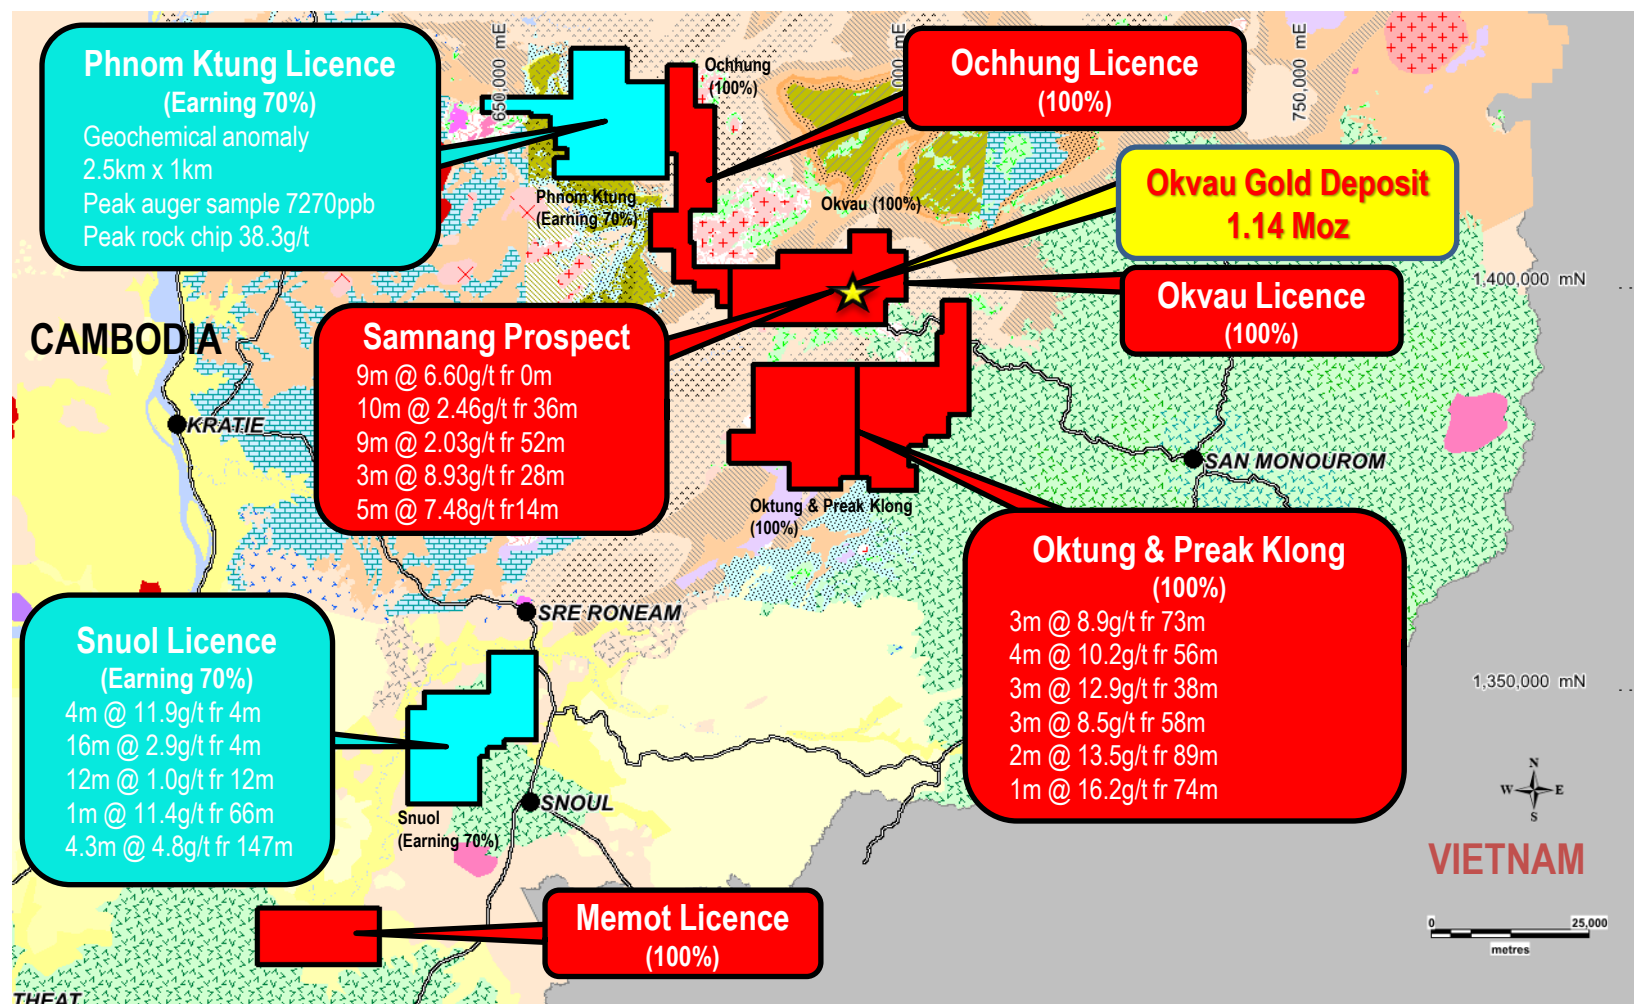 Phnom Ktung Licence
(Earning 70%)
Geochemical anomaly
2.5km x 1km
Peak auger sample 7270ppb
Peak rock chip 38.3g/t
650,000 mE
Ochhung
(100%)
mE
Ochhung Licence
(100%)
750,000 mE
Phnom Ktung
(Earning 70%)
Okvau (100%)
Okvau Gold Deposit
1.14 Moz
1,400,000 mN
Okvau Licence
(100%)
CAMBODIA
Samnang Prospect
9m @ 6.60g/t fr 0m
10m @ 2.46g/t fr 36m
9m @ 2.03g/t fr 52m
3m @ 8.93g/t fr 28m
5m @ 7.48g/t fr14m
KRATIE
SAN MONOUROM
Oktung & Preak Klong
(100%)
Oktung & Preak Klong
(100%)
3m @ 8.9g/t fr 73m
4m @ 10.2g/t fr 56m
3m @ 12.9g/t fr 38m
3m @ 8.5g/t fr 58m
2m @ 13.5g/t fr 89m
1m @ 16.2g/t fr 74m
SRE RONEAM
Snuol Licence
(Earning 70%)
4m @ 11.9g/t fr 4m
16m @ 2.9g/t fr 4m
12m @ 1.0g/t fr 12m
1m @ 11.4g/t fr 66m
4.3m @ 4.8g/t fr 147m
1,350,000 mN
SNOUL
Snuol
(Earning 70%)
N
W E
S
VIETNAM
Memot Licence
(100%)
0 25,000
metres
THEAT